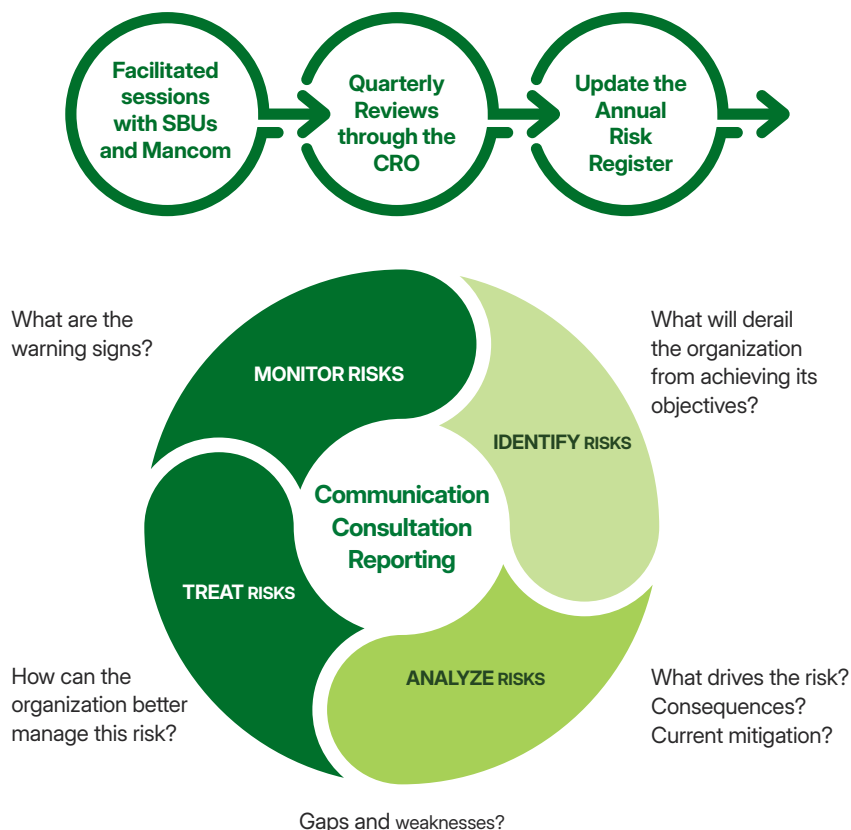 Facilitated
sessions
with SBUs
and Mancom
Quarterly
Reviews
through the
CRO
Update the
Annual
Risk
Register
What are the
warning signs?
What will derail
the organization
from achieving its
objectives?
MONITOR RISKS
IDENTIFY RISKS
Communication
Consultation
Reporting
TREAT RISKS
ANALYZE RISKS
How can the
organization better
manage this risk?
What drives the risk?
Consequences?
Current mitigation?
Gaps and weaknesses?